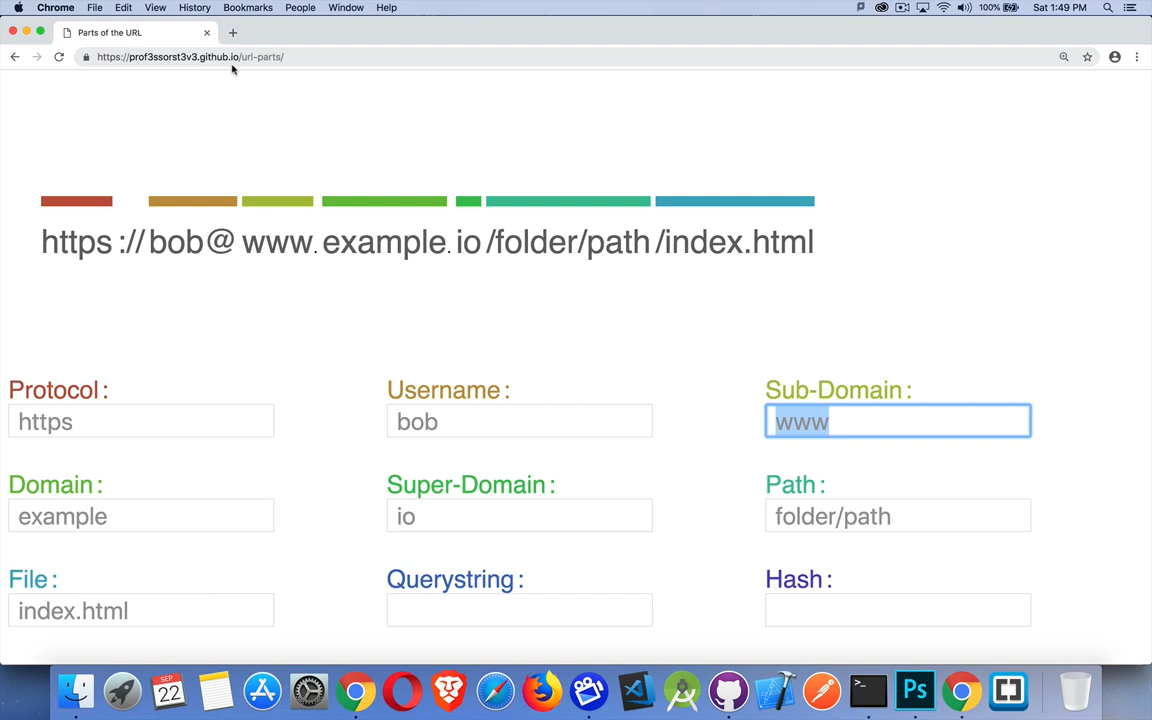 Chrome File Edit View History Bookmarks People Window Help 100% Sat 1:49 PM
Parts of the URL
https://prof3ssorst3v3.github.io/url-parts/
https://bob@www.example.io/folder/path/index.html
Protocol: Username: Sub-Domain:
https bob www
Domain: Super-Domain: Path:
example io folder/path
File: Querystring: Hash:
index.html
SEP
22
>_
Ps